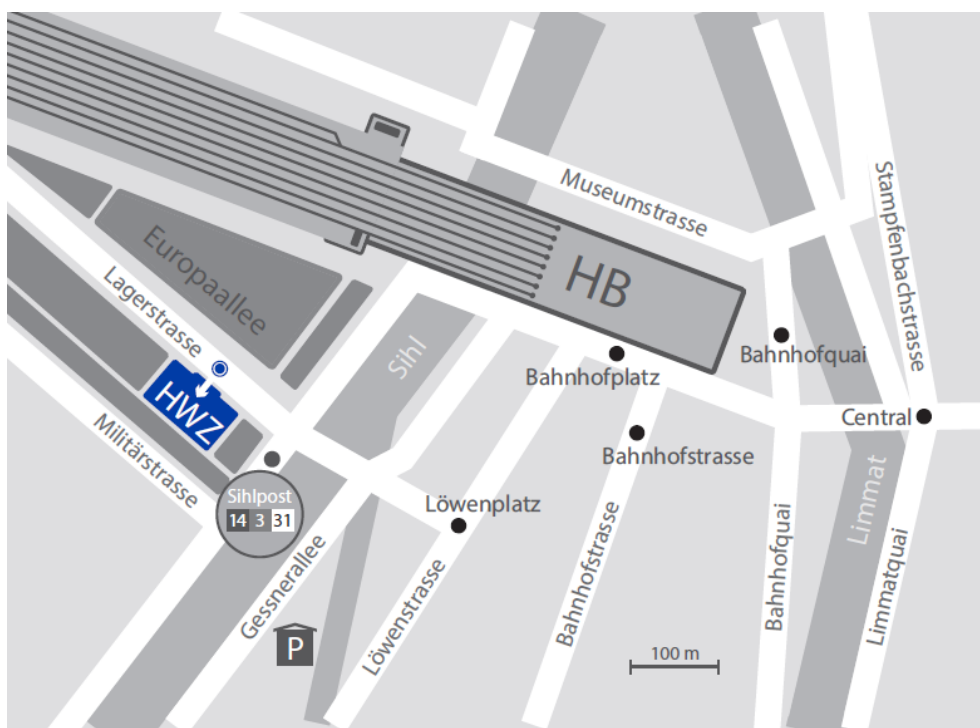 Museumstrasse
Stampfenbachstrasse
Europaallee
HB
Lagerstrasse
Sihl
Bahnhofquai
Bahnhofplatz
HWZ
Militärstrasse
Central
Bahnhofstrasse
Limmat
Sihlpost
14 3 31
Löwenplatz
Gessnerallee
Löwenstrasse
Bahnhofstrasse
Bahnhofquai
Limmatquai
P
100 m